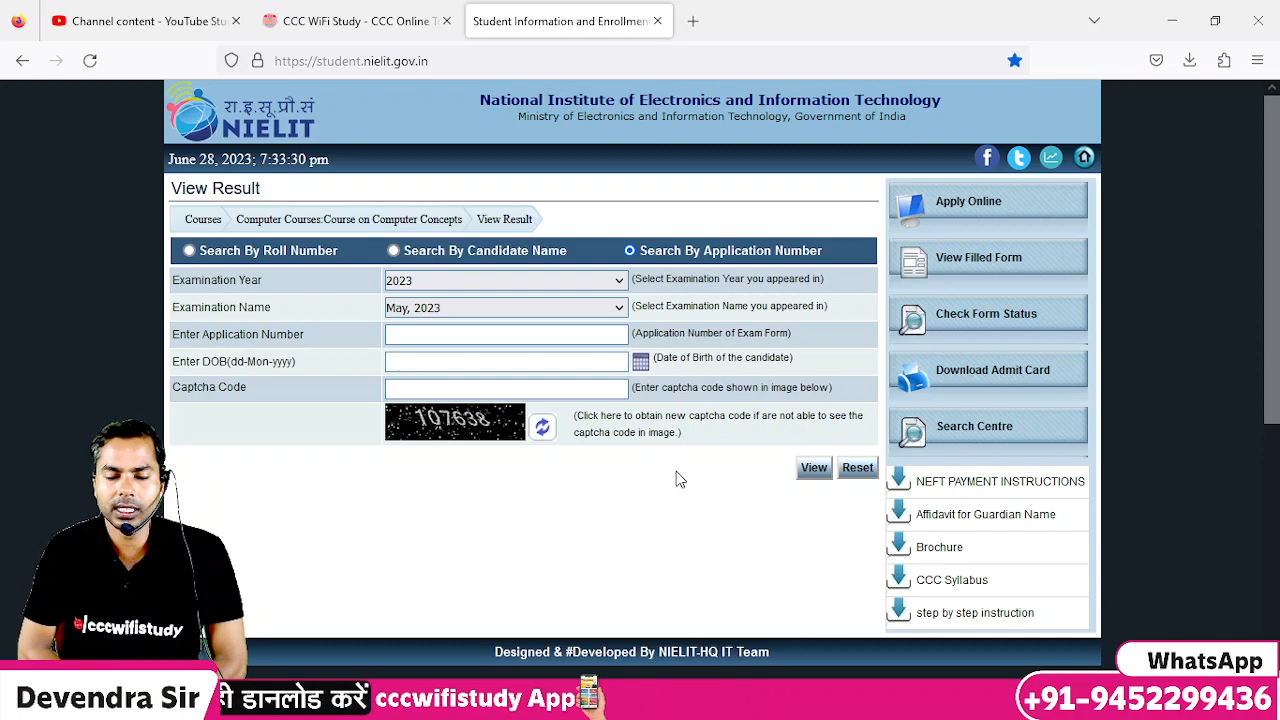 Channel content - YouTube Stu
CCC WiFi Study - CCC Online T
Student Information and Enrollmen
https://student.nielit.gov.in
रा.इ.सू.प्रौ.सं
NIELIT
National Institute of Electronics and Information Technology
Ministry of Electronics and Information Technology, Government of India
June 28, 2023; 7:33:30 pm
View Result
Courses Computer Courses:Course on Computer Concepts View Result
Search By Roll Number Search By Candidate Name Search By Application Number
Examination Year 2023 (Select Examination Year you appeared in)
Examination Name May, 2023 (Select Examination Name you appeared in)
Enter Application Number (Application Number of Exam Form)
Enter DOB(dd-Mon-yyyy) (Date of Birth of the candidate)
Captcha Code (Enter captcha code shown in image below)
107638 (Click here to obtain new captcha code if are not able to see the
captcha code in image.)
View Reset
Apply Online
View Filled Form
Check Form Status
Download Admit Card
Search Centre
NEFT PAYMENT INSTRUCTIONS
Affidavit for Guardian Name
Brochure
CCC Syllabus
step by step instruction
Designed & #Developed By NIELIT-HQ IT Team
/cccwifistudy
Devendra Sir
ही डानलोड करें cccwifistudy App
WhatsApp
+91-9452299436